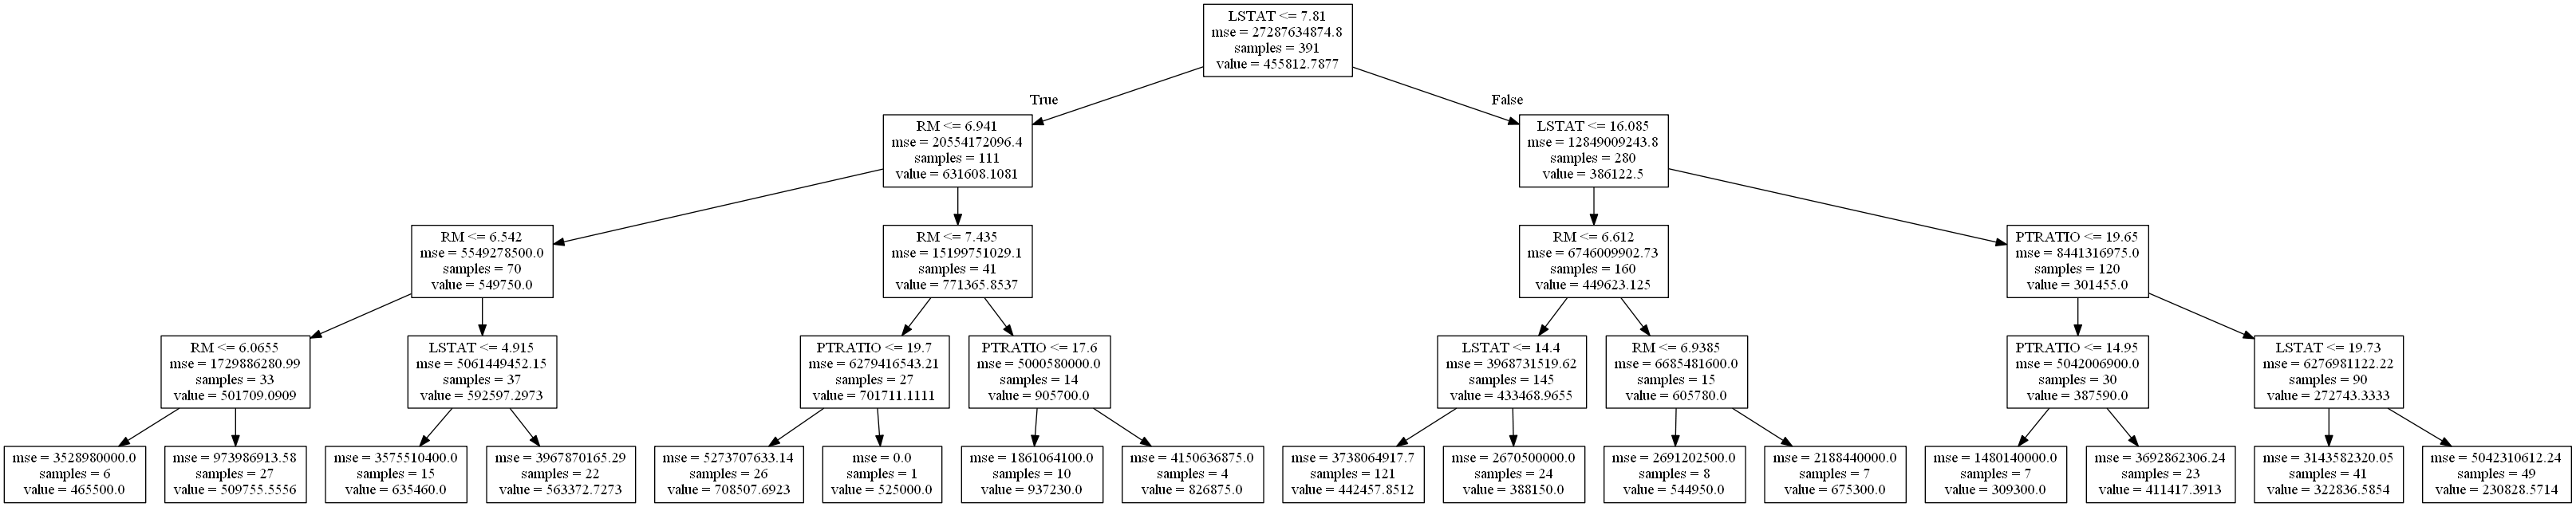 LSTAT <= 7.81
mse = 27287634874.8
samples = 391
value = 455812.7877
True
False
RM <= 6.941
mse = 20554172096.4
samples = 111
value = 631608.1081
LSTAT <= 16.085
mse = 12849009243.8
samples = 280
value = 386122.5
RM <= 6.542
mse = 5549278500.0
samples = 70
value = 549750.0
RM <= 7.435
mse = 15199751029.1
samples = 41
value = 771365.8537
RM <= 6.612
mse = 6746009902.73
samples = 160
value = 449623.125
PTRATIO <= 19.65
mse = 8441316975.0
samples = 120
value = 301455.0
RM <= 6.0655
mse = 1729886280.99
samples = 33
value = 501709.0909
LSTAT <= 4.915
mse = 5061449452.15
samples = 37
value = 592597.2973
PTRATIO <= 19.7
mse = 6279416543.21
samples = 27
value = 701711.1111
PTRATIO <= 17.6
mse = 5000580000.0
samples = 14
value = 905700.0
LSTAT <= 14.4
mse = 3968731519.62
samples = 145
value = 433468.9655
RM <= 6.9385
mse = 6685481600.0
samples = 15
value = 605780.0
PTRATIO <= 14.95
mse = 5042006900.0
samples = 30
value = 387590.0
LSTAT <= 19.73
mse = 6276981122.22
samples = 90
value = 272743.3333
mse = 3528980000.0
samples = 6
value = 465500.0
mse = 973986913.58
samples = 27
value = 509755.5556
mse = 3575510400.0
samples = 15
value = 635460.0
mse = 3967870165.29
samples = 22
value = 563372.7273
mse = 5273707633.14
samples = 26
value = 708507.6923
mse = 0.0
samples = 1
value = 525000.0
mse = 1861064100.0
samples = 10
value = 937230.0
mse = 4150636875.0
samples = 4
value = 826875.0
mse = 3738064917.7
samples = 121
value = 442457.8512
mse = 2670500000.0
samples = 24
value = 388150.0
mse = 2691202500.0
samples = 8
value = 544950.0
mse = 2188440000.0
samples = 7
value = 675300.0
mse = 1480140000.0
samples = 7
value = 309300.0
mse = 3692862306.24
samples = 23
value = 411417.3913
mse = 3143582320.05
samples = 41
value = 322836.5854
mse = 5042310612.24
samples = 49
value = 230828.5714